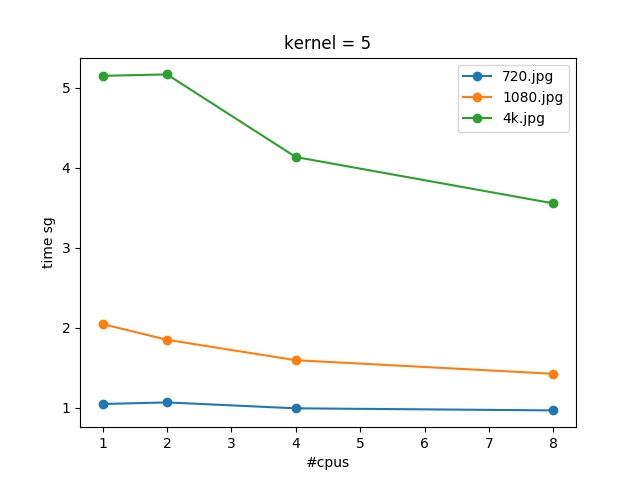 kernel = 5
720.jpg
1080.jpg
4k.jpg
time sg
5
4
3
2
1
1 2 3 4 5 6 7 8
#cpus